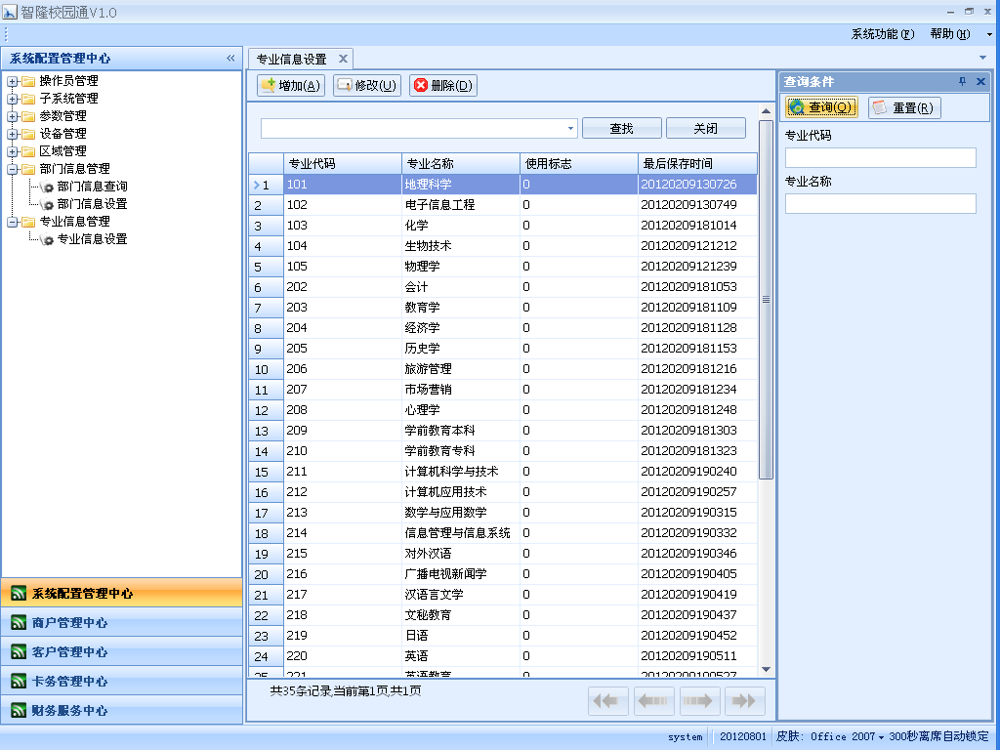 智隆校园通V1.0
系统功能(F) 帮助(H)
系统配置管理中心
操作员管理
子系统管理
参数管理
设备管理
区域管理
部门信息管理
部门信息查询
部门信息设置
专业信息管理
专业信息设置
系统配置管理中心
商户管理中心
客户管理中心
卡务管理中心
财务服务中心
专业信息设置
增加(A) 修改(U) 删除(D)
查找 关闭
专业代码 专业名称 使用标志 最后保存时间
1 101 地理科学 0 20120209130726
2 102 电子信息工程 0 20120209130749
3 103 化学 0 20120209181014
4 104 生物技术 0 20120209121212
5 105 物理学 0 20120209121239
6 202 会计 0 20120209181053
7 203 教育学 0 20120209181109
8 204 经济学 0 20120209181128
9 205 历史学 0 20120209181153
10 206 旅游管理 0 20120209181216
11 207 市场营销 0 20120209181234
12 208 心理学 0 20120209181248
13 209 学前教育本科 0 20120209181303
14 210 学前教育专科 0 20120209181323
15 211 计算机科学与技术 0 20120209190240
16 212 计算机应用技术 0 20120209190257
17 213 数学与应用数学 0 20120209190315
18 214 信息管理与信息系统 0 20120209190332
19 215 对外汉语 0 20120209190346
20 216 广播电视新闻学 0 20120209190405
21 217 汉语言文学 0 20120209190419
22 218 文秘教育 0 20120209190437
23 219 日语 0 20120209190452
24 220 英语 0 20120209190511
25 221 英语教育 0 20120209190527
共35条记录,当前第1页,共1页
查询条件
查询(Q) 重置(R)
专业代码
专业名称
system 20120801 皮肤: Office 2007 300秒离席自动锁定